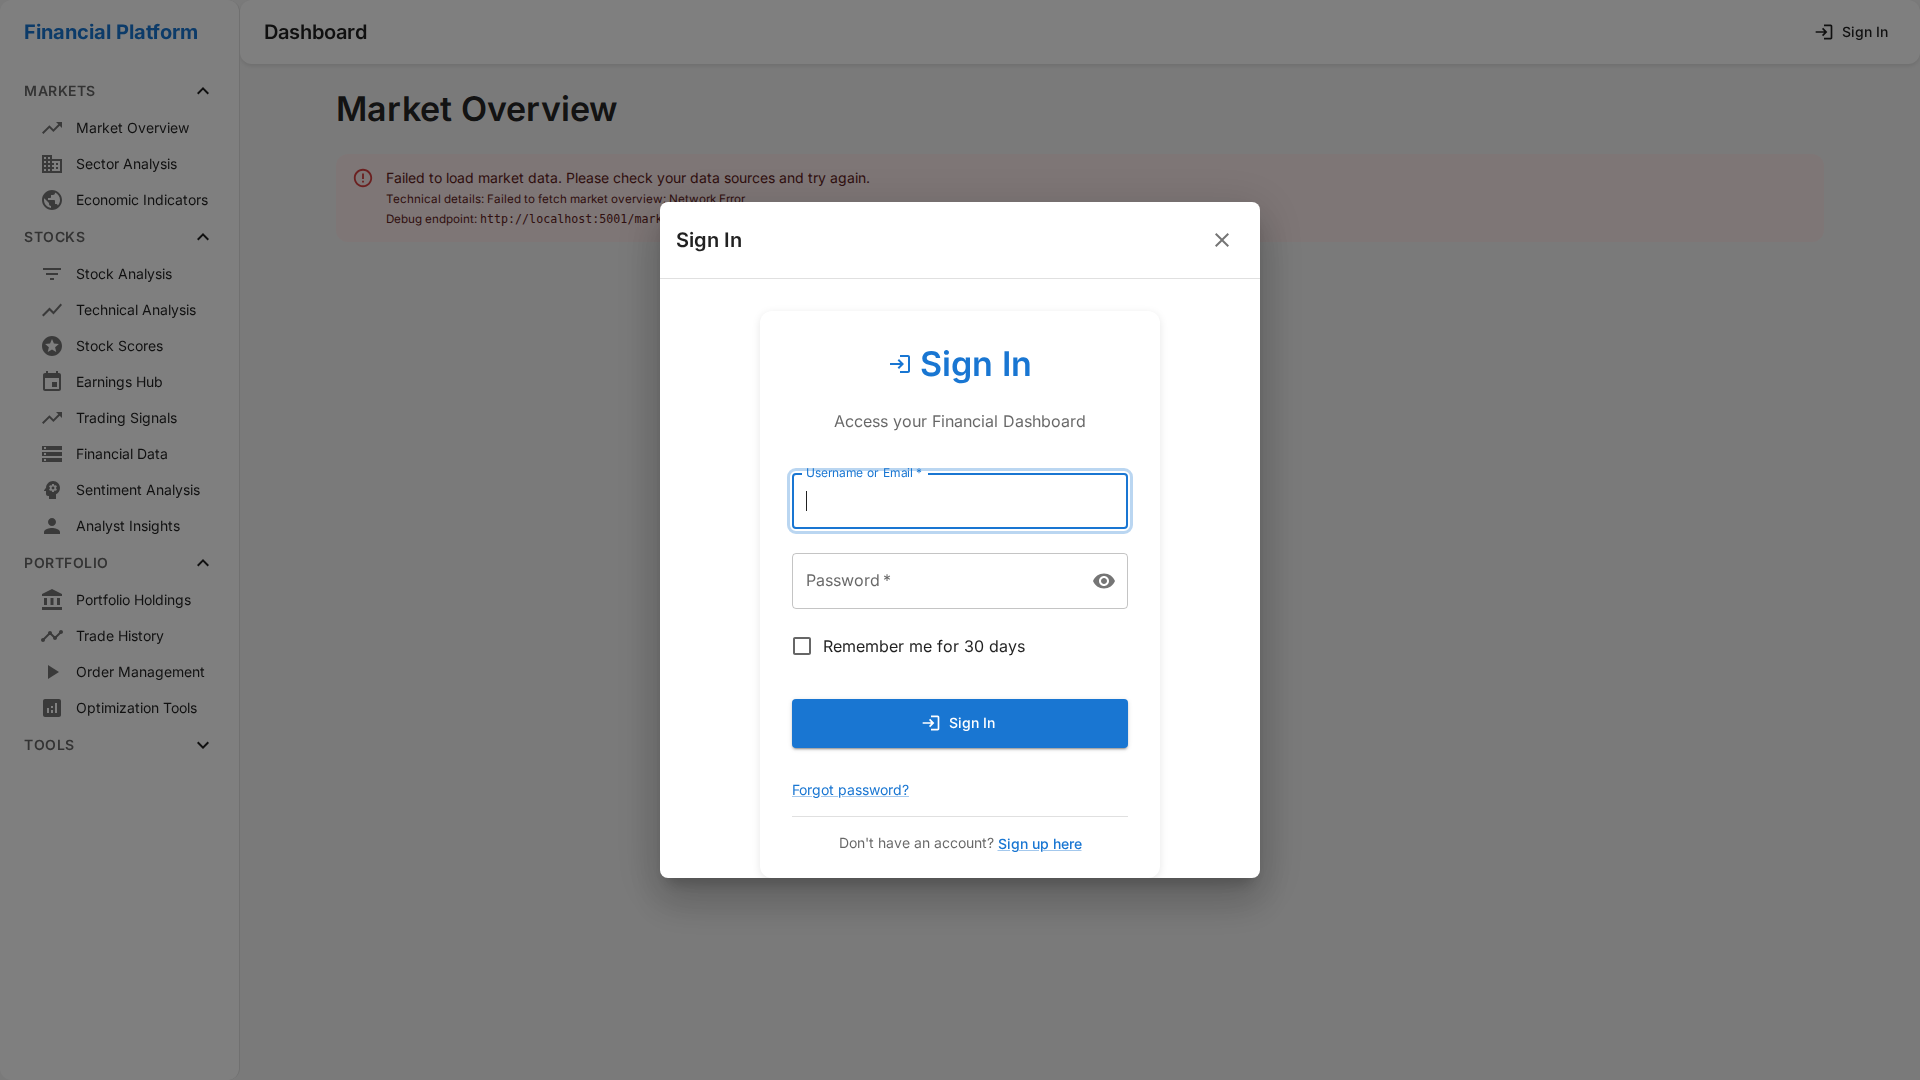 Financial Platform
Dashboard
Sign In
MARKETS
Market Overview
Sector Analysis
Economic Indicators
STOCKS
Stock Analysis
Technical Analysis
Stock Scores
Earnings Hub
Trading Signals
Financial Data
Sentiment Analysis
Analyst Insights
PORTFOLIO
Portfolio Holdings
Trade History
Order Management
Optimization Tools
TOOLS
Market Overview
Failed to load market data. Please check your data sources and try again.
Technical details: Failed to fetch market overview: Network Error
Debug endpoint: http://localhost:5001/mark
Sign In
Sign In
Access your Financial Dashboard
Username or Email *
Password *
Remember me for 30 days
Sign In
Forgot password?
Don't have an account? Sign up here